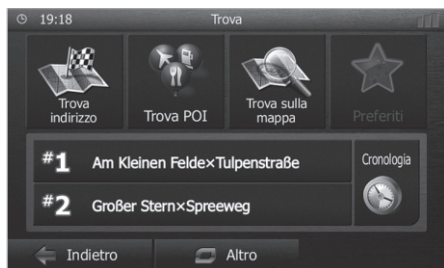 19:18 Trova
Trova
indirizzo
Trova POI
Trova sulla
mappa
Preferiti
#1 Am Kleinen Felde×Tulpenstraße
Cronologia
#2 Großer Stern×Spreeweg
Indietro
Altro